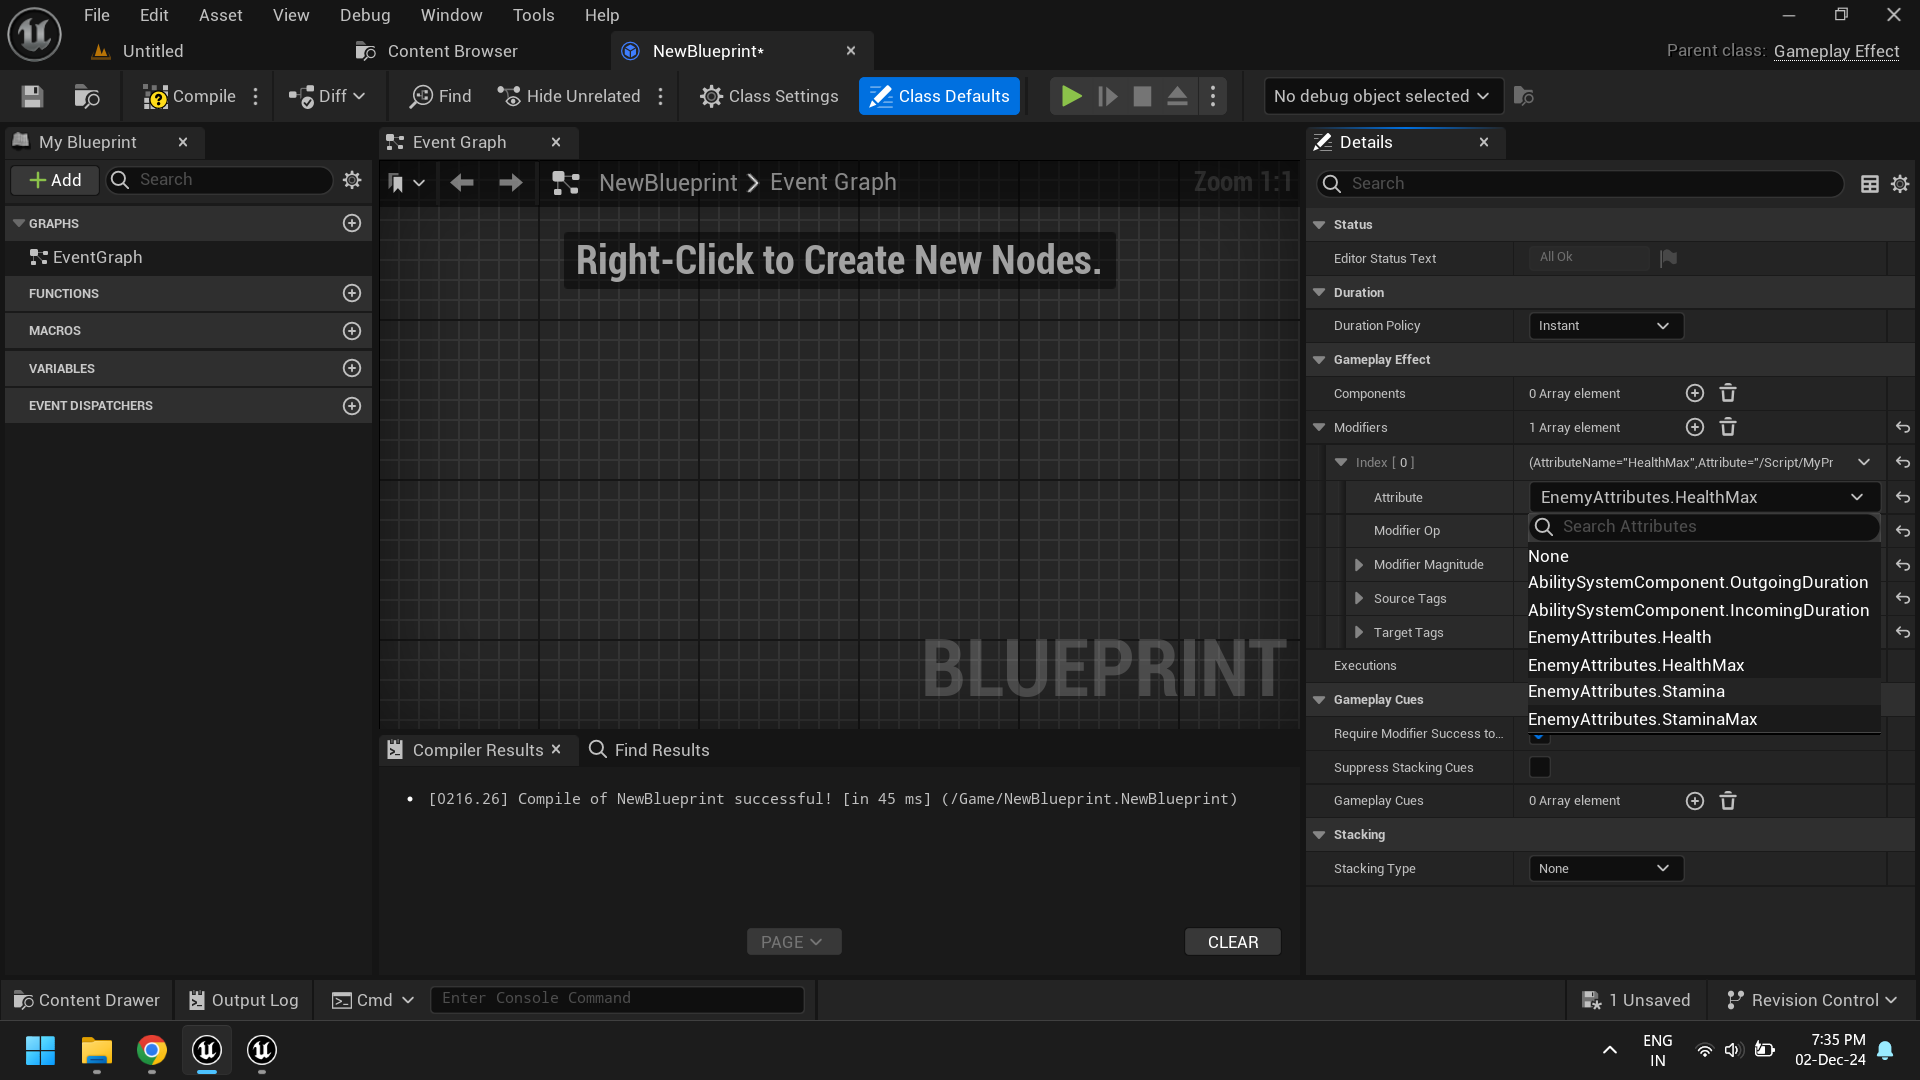 File Edit Asset View Debug Window Tools Help
Untitled Content Browser NewBlueprint* Parent class: Gameplay Effect
Compile Diff Find Hide Unrelated Class Settings Class Defaults No debug object selected
My Blueprint Event Graph Details
Add Search NewBlueprint Event Graph Zoom 1:1 Search
GRAPHS
EventGraph
FUNCTIONS
MACROS
VARIABLES
EVENT DISPATCHERS
Right-Click to Create New Nodes.
BLUEPRINT
Compiler Results Find Results
• [0216.26] Compile of NewBlueprint successful! [in 45 ms] (/Game/NewBlueprint.NewBlueprint)
PAGE CLEAR
Status
Editor Status Text All Ok
Duration
Duration Policy Instant
Gameplay Effect
Components 0 Array element
Modifiers 1 Array element
Index [ 0 ] (AttributeName="HealthMax",Attribute="/Script/MyPr
Attribute EnemyAttributes.HealthMax
Modifier Op Search Attributes
None
Modifier Magnitude AbilitySystemComponent.OutgoingDuration
Source Tags AbilitySystemComponent.IncomingDuration
Target Tags EnemyAttributes.Health
Executions EnemyAttributes.HealthMax
Gameplay Cues EnemyAttributes.Stamina
EnemyAttributes.StaminaMax
Require Modifier Success to...
Suppress Stacking Cues
Gameplay Cues 0 Array element
Stacking
Stacking Type None
Content Drawer Output Log Cmd Enter Console Command 1 Unsaved Revision Control
ENG 7:35 PM
IN 02-Dec-24